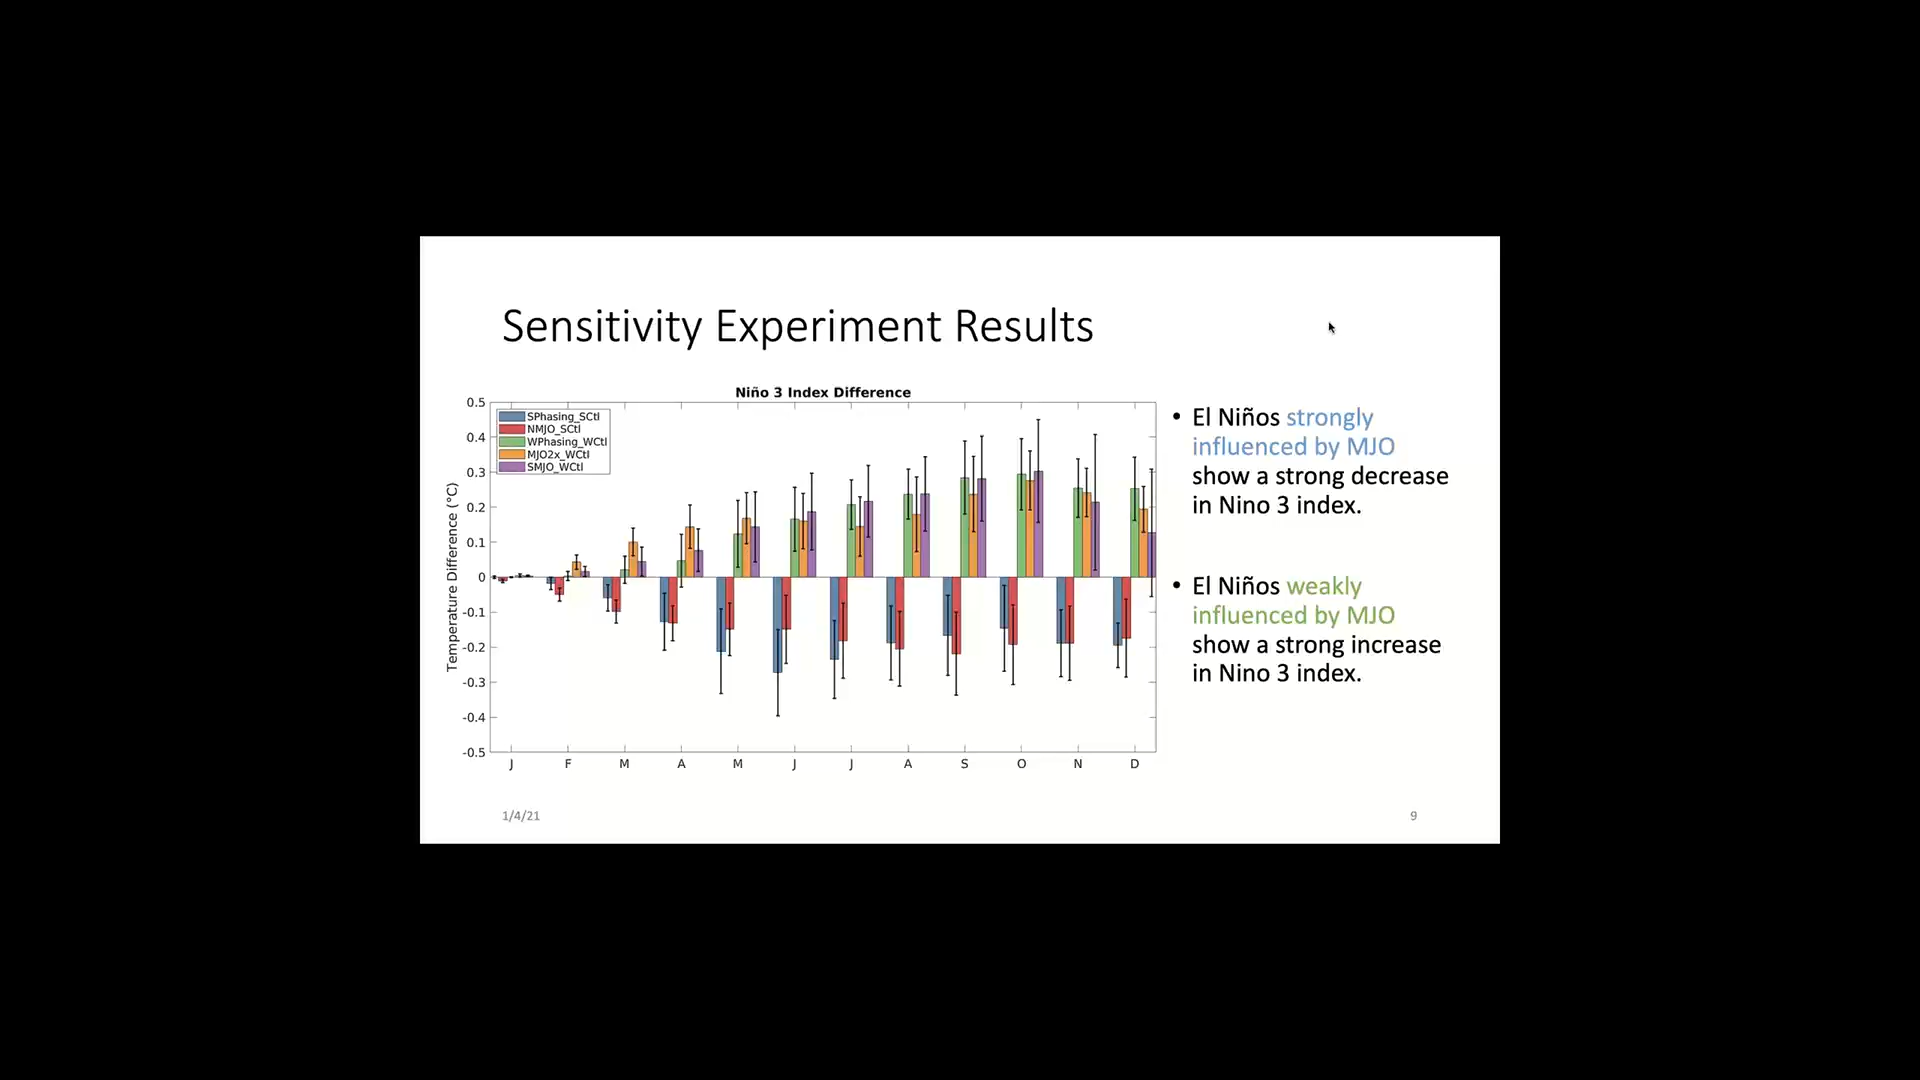 Sensitivity Experiment Results
Niño 3 Index Difference
Temperature Difference (°C)
0.5
0.4
0.3
0.2
0.1
0
-0.1
-0.2
-0.3
-0.4
-0.5
SPhasing_SCtl
NMJO_SCtl
WPhasing_WCtl
MJO2x_WCtl
SMJO_WCtl
J F M A M J J A S O N D
• El Niños strongly
influenced by MJO
show a strong decrease
in Nino 3 index.
• El Niños weakly
influenced by MJO
show a strong increase
in Nino 3 index.
1/4/21
9